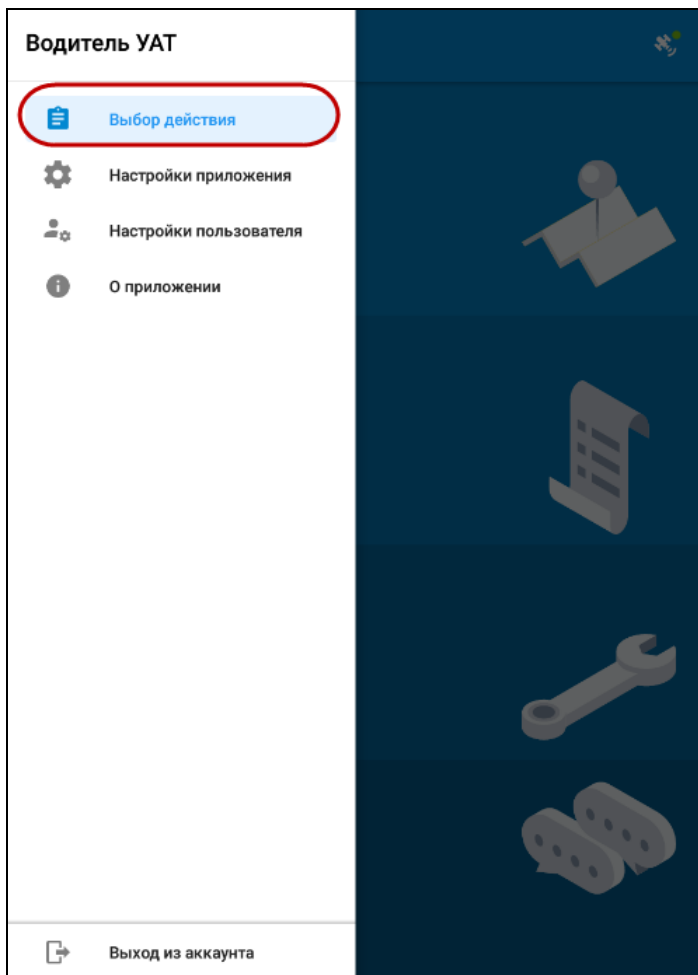 Водитель УАТ
Выбор действия
Настройки приложения
Настройки пользователя
О приложении
Выход из аккаунта